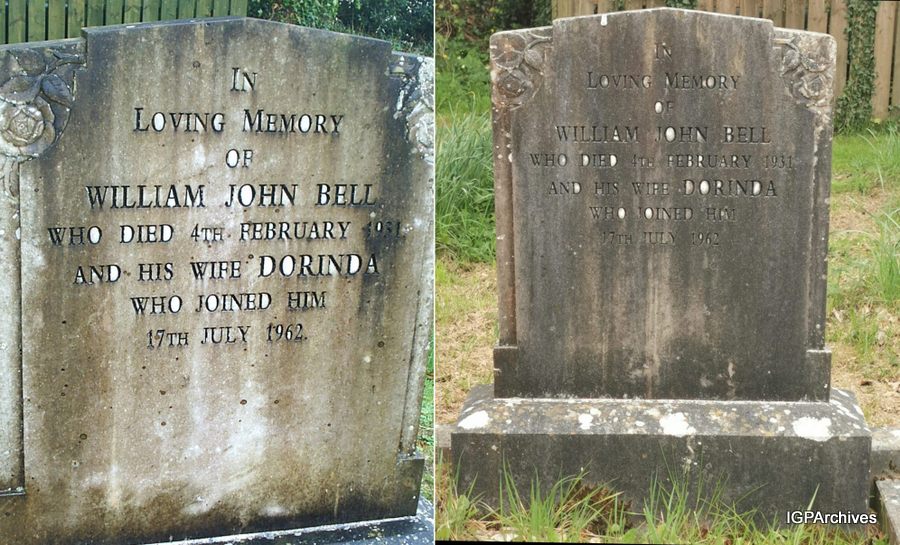 IN
LOVING MEMORY
OF
WILLIAM JOHN BELL
WHO DIED 4TH FEBRUARY 1931
AND HIS WIFE DORINDA
WHO JOINED HIM
17TH JULY 1962.
IN
LOVING MEMORY
OF
WILLIAM JOHN BELL
WHO DIED 4TH FEBRUARY 1931
AND HIS WIFE DORINDA
WHO JOINED HIM
17TH JULY 1962
IGPArchives